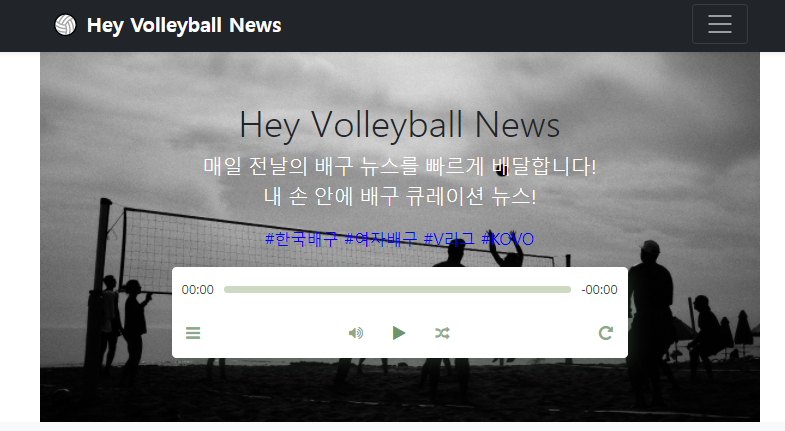 Hey Volleyball News
Hey Volleyball News
매일 전날의 배구 뉴스를 빠르게 배달합니다!
내 손 안에 배구 큐레이션 뉴스!
#한국배구 #여자배구 #V리그 #KOVO
00:00 -00:00